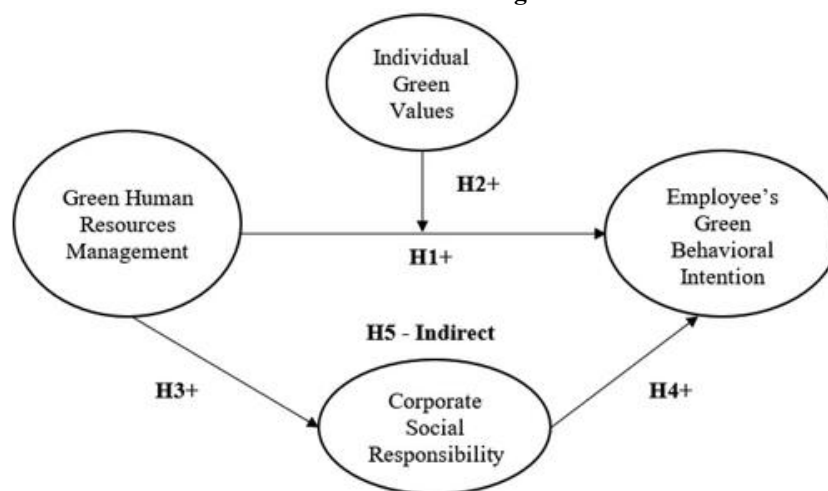 Individual
Green
Values
H2+
Green Human
Resources
Management
H1+
Employee's
Green
Behavioral
Intention
H5 - Indirect
H3+
Corporate
Social
Responsibility
H4+